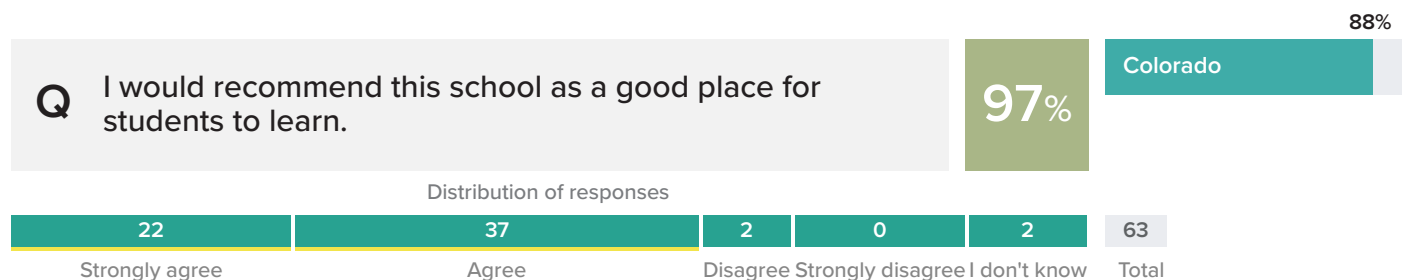 88%
Q I would recommend this school as a good place for
students to learn.
97%
Colorado
Distribution of responses
22 37 2 0 2 63
Strongly agree Agree Disagree Strongly disagree I don't know Total